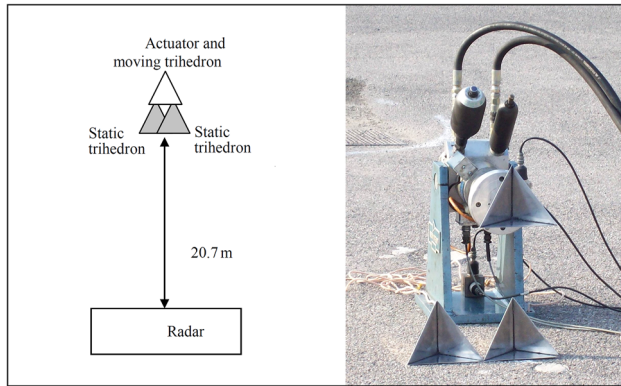 Actuator and
moving trihedron
Static
trihedron
Static
trihedron
20.7 m
Radar